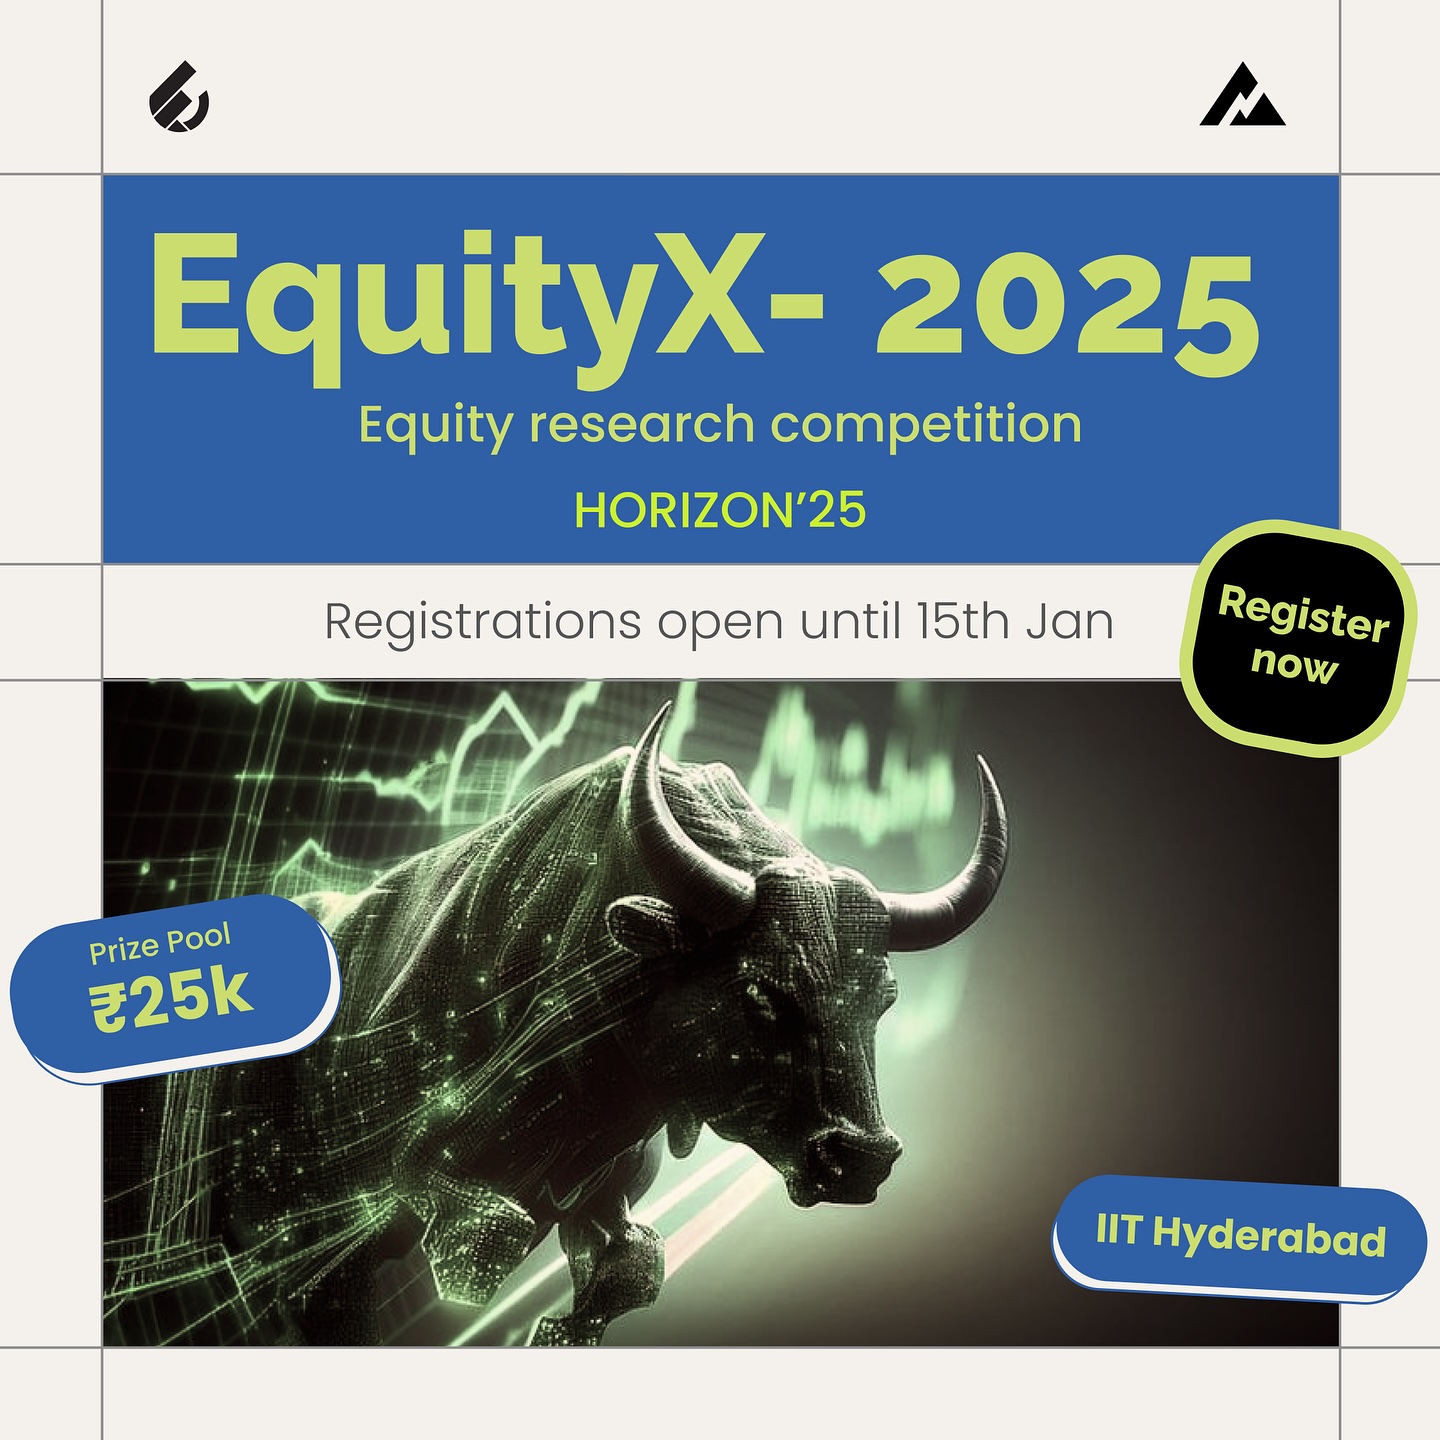 EquityX- 2025
Equity research competition
HORIZON’25
Registrations open until 15th Jan
Register
now
Prize Pool
₹25k
IIT Hyderabad